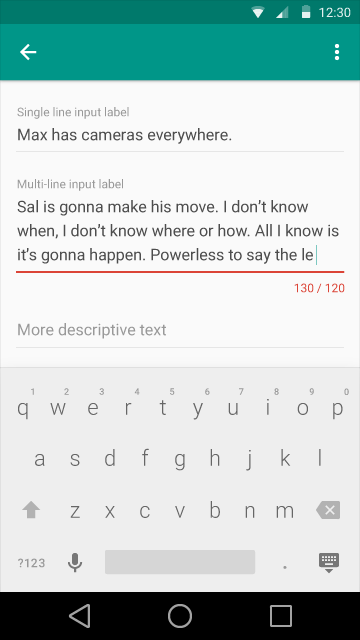 12:30
Single line input label
Max has cameras everywhere.
Multi-line input label
Sal is gonna make his move. I don’t know
when, I don’t know where or how. All I know is
it’s gonna happen. Powerless to say the le
130 / 120
More descriptive text
1 2 3 4 5 6 7 8 9 0
q w e r t y u i o p
a s d f g h j k l
z x c v b n m
?123 .